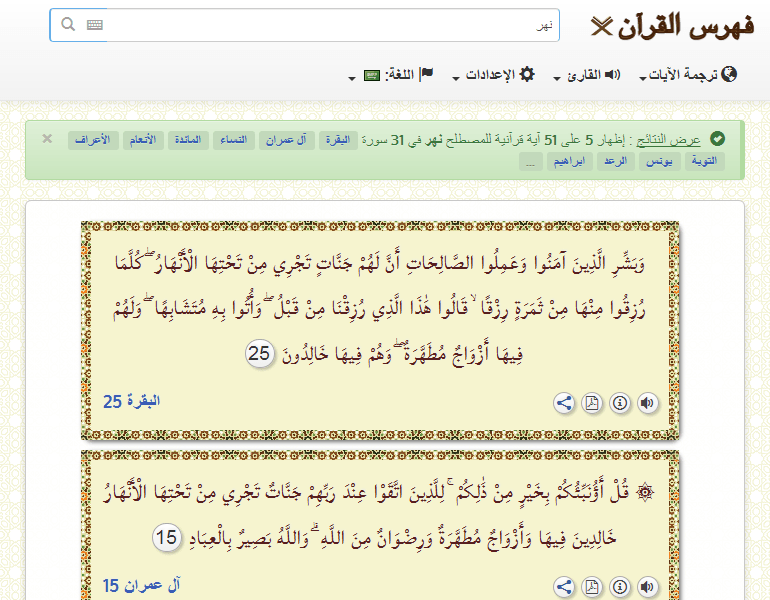 فهرس القرآن
نهر
ترجمة الآيات
القارئ
الإعدادات
اللغة:
عرض النتائج : إظهار 5 على 51 آية قرآنية للمصطلح نهر في 31 سورة البقرة آل عمران النساء المائدة الأنعام الأعراف
التوبة يونس الرعد ابراهيم ...
وَبَشِّرِ الَّذِينَ آمَنُوا وَعَمِلُوا الصَّالِحَاتِ أَنَّ لَهُمْ جَنَّاتٍ تَجْرِي مِنْ تَحْتِهَا الْأَنْهَارُ ۖ كُلَّمَا
رُزِقُوا مِنْهَا مِنْ ثَمَرَةٍ رِزْقًا ۙ قَالُوا هَٰذَا الَّذِي رُزِقْنَا مِنْ قَبْلُ ۖ وَأُتُوا بِهِ مُتَشَابِهًا ۖ وَلَهُمْ
فِيهَا أَزْوَاجٌ مُطَهَّرَةٌ ۖ وَهُمْ فِيهَا خَالِدُونَ 25
البقرة 25
۞ قُلْ أَؤُنَبِّئُكُمْ بِخَيْرٍ مِنْ ذَٰلِكُمْ ۚ لِلَّذِينَ اتَّقَوْا عِنْدَ رَبِّهِمْ جَنَّاتٌ تَجْرِي مِنْ تَحْتِهَا الْأَنْهَارُ
خَالِدِينَ فِيهَا وَأَزْوَاجٌ مُطَهَّرَةٌ وَرِضْوَانٌ مِنَ اللَّهِ ۗ وَاللَّهُ بَصِيرٌ بِالْعِبَادِ 15
آل عمران 15